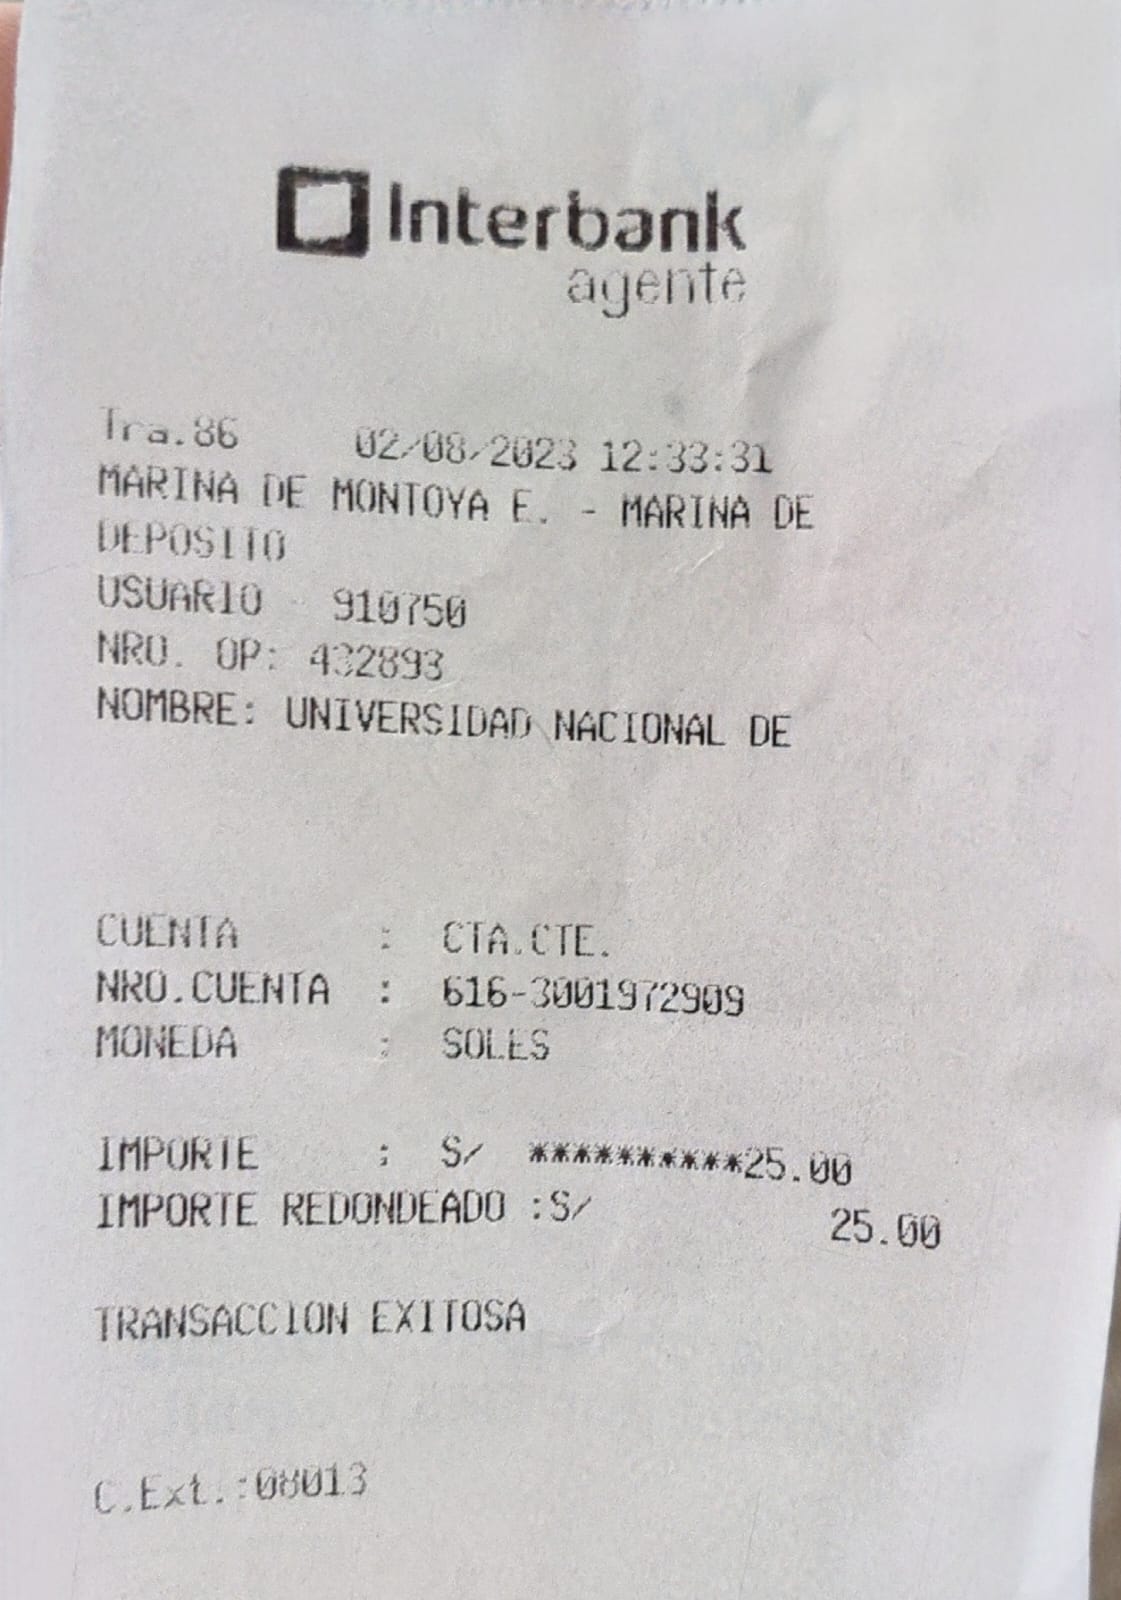 Interbank
agente
Tra.86 02/08/2023 12:33:31
MARINA DE MONTOYA E. - MARINA DE
DEPOSITO
USUARIO - 910750
NRO. OP: 432893
NOMBRE: UNIVERSIDAD NACIONAL DE
CUENTA : CTA.CTE.
NRO.CUENTA : 616-3001972909
MONEDA : SOLES
IMPORTE : S/ **********25.00
IMPORTE REDONDEADO :S/ 25.00
TRANSACCION EXITOSA
C.Ext.:08013